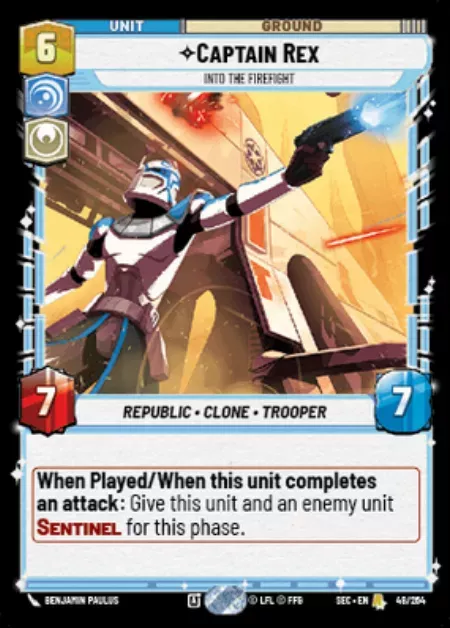 6
UNIT
GROUND
✧CAPTAIN REX
INTO THE FIREFIGHT
7
7
REPUBLIC • CLONE • TROOPER
When Played/When this unit completes
an attack: Give this unit and an enemy unit
SENTINEL for this phase.
BENJAMIN PAULUS
© LFL © FFG
SEC • EN